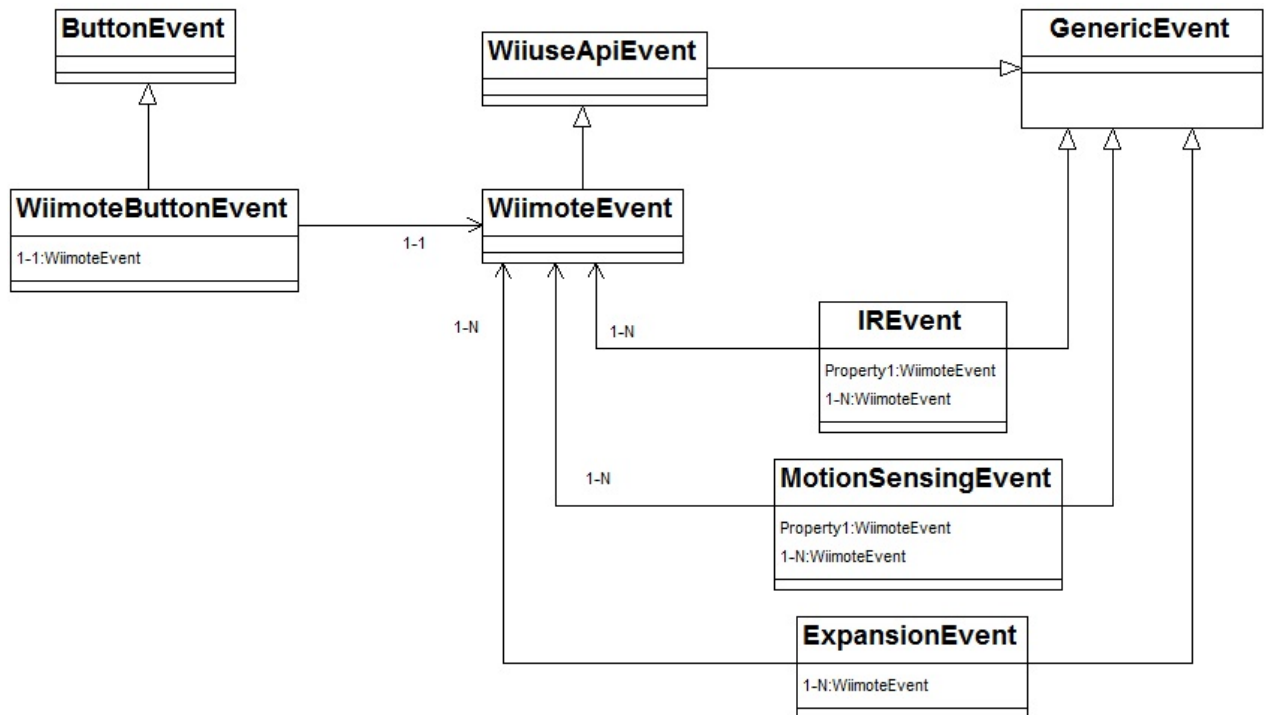 ButtonEvent
WiiuseApiEvent
GenericEvent
WiimoteButtonEvent
1-1:WiimoteEvent
1-1
WiimoteEvent
1-N
1-N
IREvent
Property1:WiimoteEvent
1-N:WiimoteEvent
1-N
MotionSensingEvent
Property1:WiimoteEvent
1-N:WiimoteEvent
ExpansionEvent
1-N:WiimoteEvent